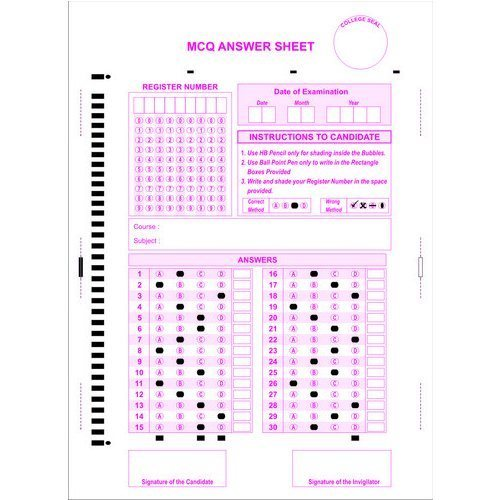 COLLEGE SEAL
MCQ ANSWER SHEET
REGISTER NUMBER
0 0 0 0 0 0 0 0 0
1 1 1 1 1 1 1 1 1
2 2 2 2 2 2 2 2 2
3 3 3 3 3 3 3 3 3
4 4 4 4 4 4 4 4 4
5 5 5 5 5 5 5 5 5
6 6 6 6 6 6 6 6 6
7 7 7 7 7 7 7 7 7
8 8 8 8 8 8 8 8 8
9 9 9 9 9 9 9 9 9
Date of Examination
Date Month Year
INSTRUCTIONS TO CANDIDATE
1. Use HB Pencil only for shading inside the Bubbles.
2. Use Ball Point Pen only to write in the Rectangle
Boxes Provided
3. Write and shade your Register Number in the space
provided.
Correct
Method
A B D
Wrong
Method
Course :
Subject :
ANSWERS
1 A C D
2 B C D
3 A B C
4 A C D
5 A B
6 A C D
7 A B C
8 B C D
9 A C D
10 A B
11 B C D
12 A C D
13 A B
14 A B C
15 A B D
16 A C D
17 B C D
18 A B C
19 A C D
20 A B
21 A C D
22 A B C
23 B C D
24 A C D
25 A B
26 B C D
27 A C D
28 A B
29 A B C
30 A B D
Signature of the Candidate
Signature of the Invigilator